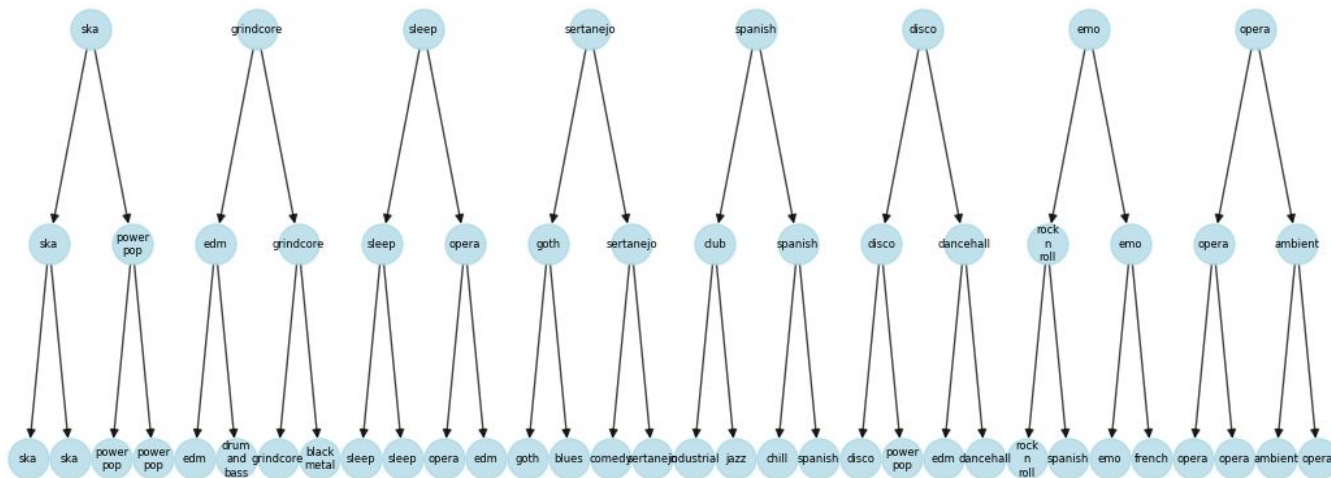 ska
grindcore
sleep
sertanejo
spanish
disco
emo
opera
ska
power
pop
edm
grindcore
sleep
opera
goth
sertanejo
club
spanish
disco
dancehall
rock
n
roll
emo
opera
ambient
ska
ska
power
pop
power
pop
edm
drum
and
bass
grindcore
black
metal
sleep
sleep
opera
edm
goth
blues
comedy
sertanejo
industrial
jazz
chill
spanish
disco
power
pop
edm
dancehall
rock
n
roll
spanish
emo
french
opera
opera
ambient
opera